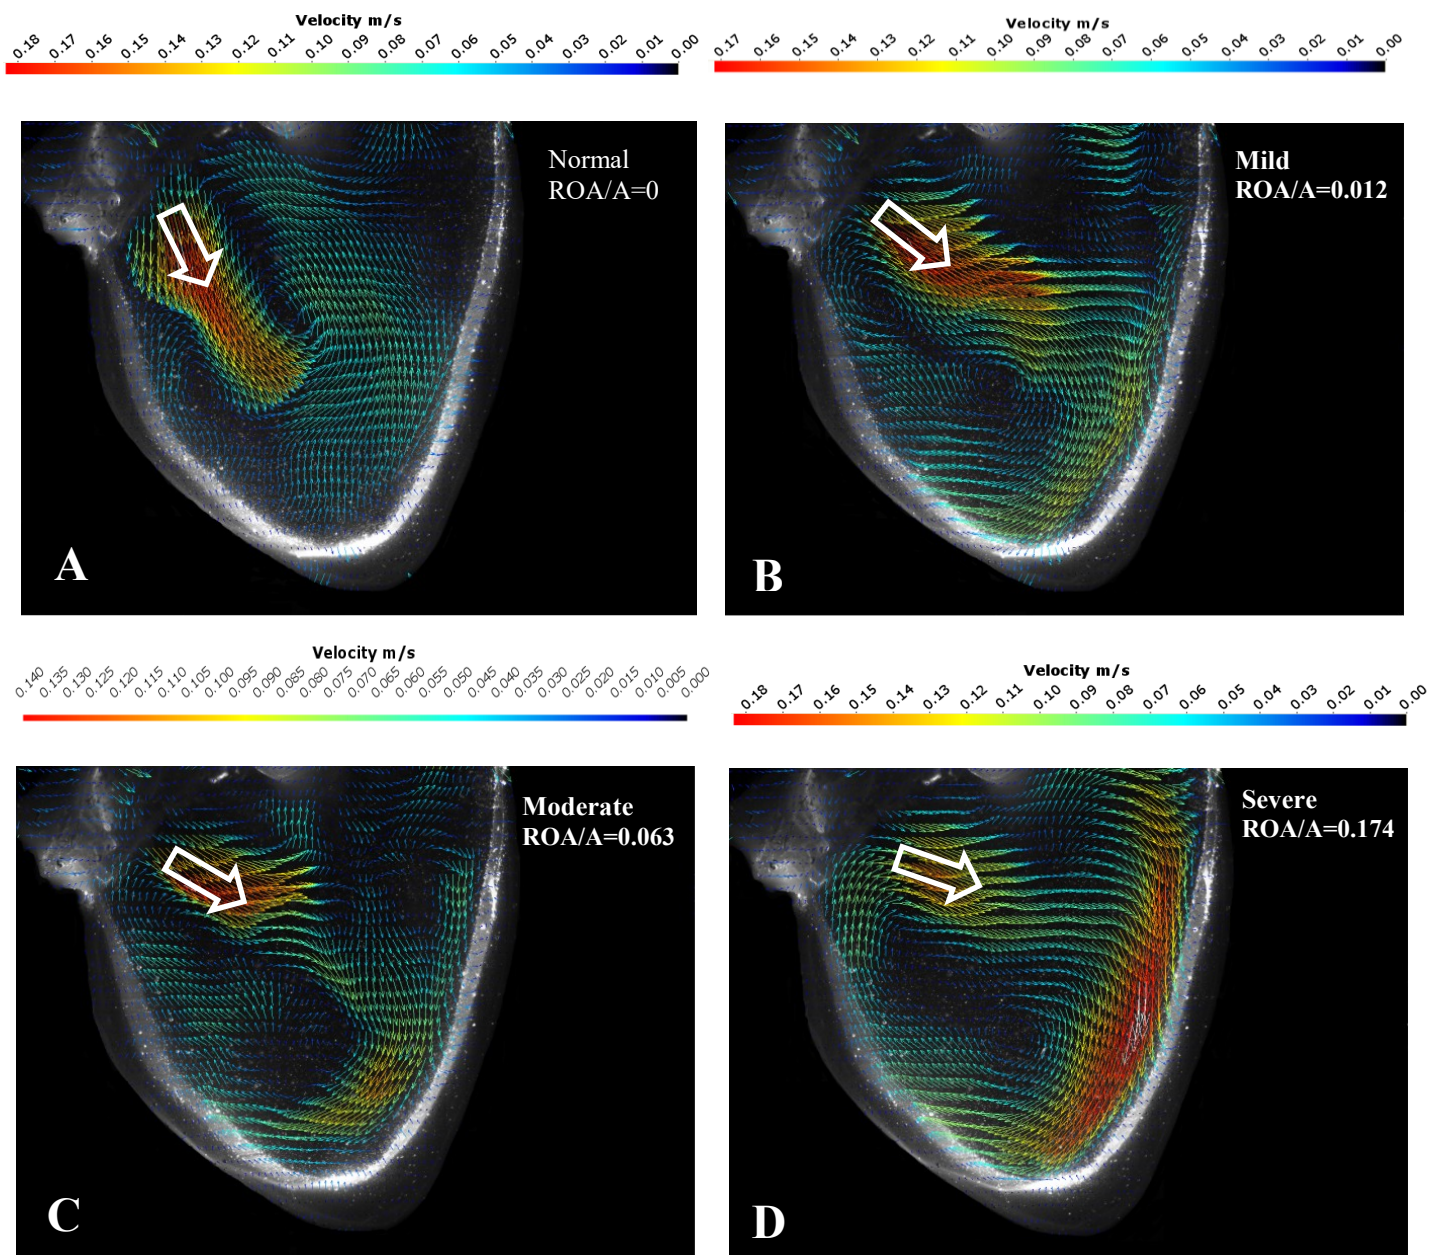 Velocity m/s
0.18 0.17 0.16 0.15 0.14 0.13 0.12 0.11 0.10 0.09 0.08 0.07 0.06 0.05 0.04 0.03 0.02 0.01 0.00
Velocity m/s
0.17 0.16 0.15 0.14 0.13 0.12 0.11 0.10 0.09 0.08 0.07 0.06 0.05 0.04 0.03 0.02 0.01 0.00
Normal
ROA/A=0
A
Mild
ROA/A=0.012
B
Velocity m/s
0.140 0.135 0.130 0.125 0.120 0.115 0.110 0.105 0.100 0.095 0.090 0.085 0.080 0.075 0.070 0.065 0.060 0.055 0.050 0.045 0.040 0.035 0.030 0.025 0.020 0.015 0.010 0.005 0.000
Velocity m/s
0.18 0.17 0.16 0.15 0.14 0.13 0.12 0.11 0.10 0.09 0.08 0.07 0.06 0.05 0.04 0.03 0.02 0.01 0.00
Moderate
ROA/A=0.063
C
Severe
ROA/A=0.174
D